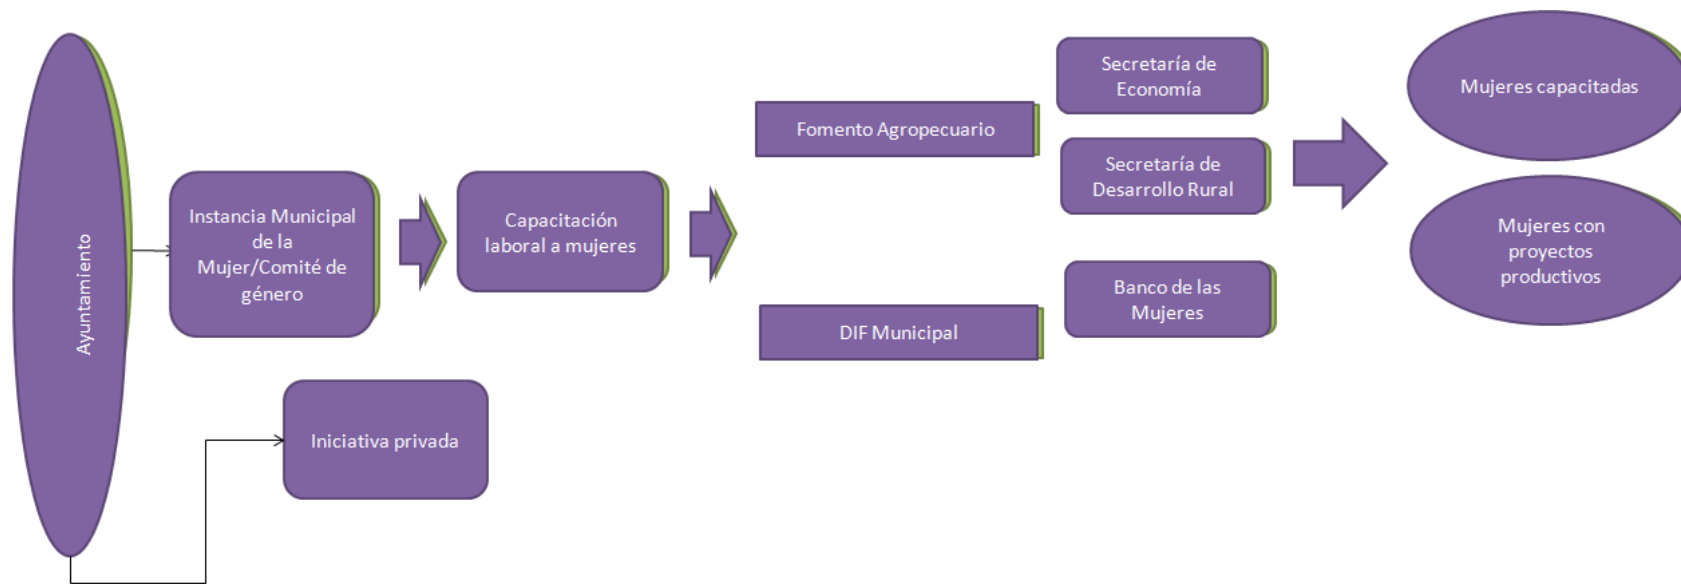 Ayuntamiento
Instancia Municipal
de la
Mujer/Comité de
género
Iniciativa privada
Capacitación
laboral a mujeres
Fomento Agropecuario
DIF Municipal
Secretaría de
Economía
Secretaría de
Desarrollo Rural
Banco de las
Mujeres
Mujeres capacitadas
Mujeres con
proyectos
productivos